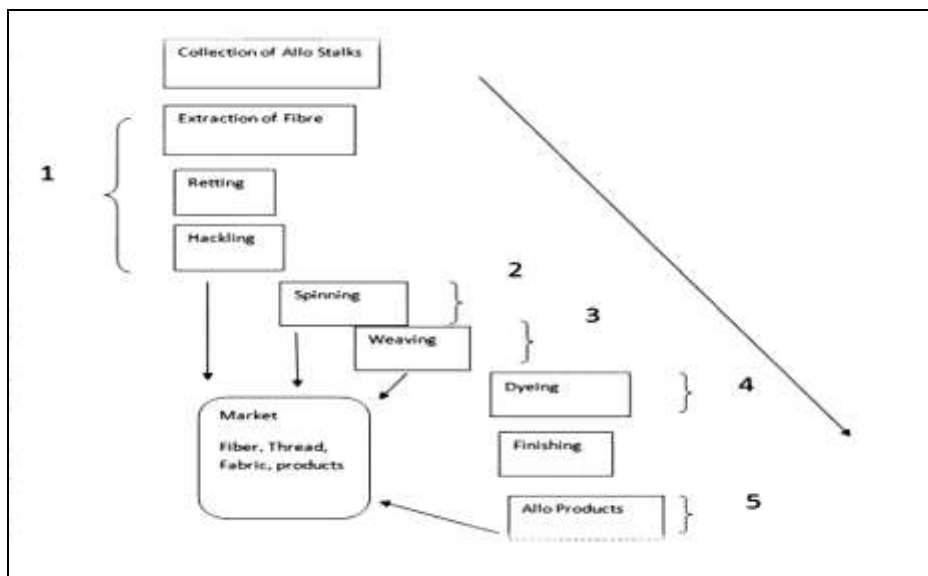 Collection of Allo Stalks
Extraction of Fibre
1
Retting
Hackling
2
Spinning
3
Weaving
4
Dyeing
Market
Fiber, Thread,
Fabric, products
Finishing
5
Allo Products